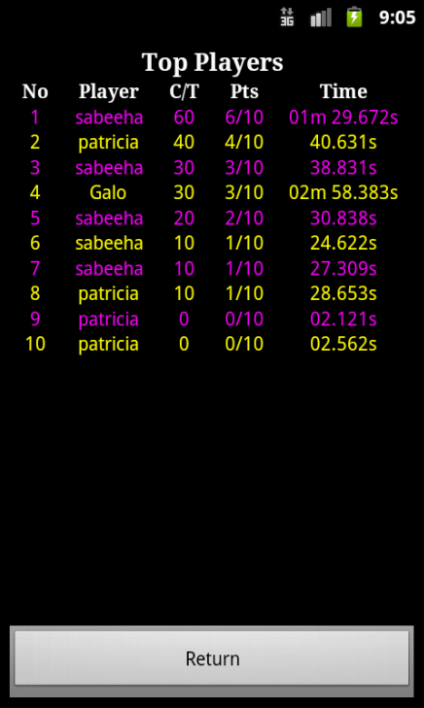 3G 9:05
Top Players
No Player C/T Pts Time
1 sabeeha 60 6/10 01m 29.672s
2 patricia 40 4/10 40.631s
3 sabeeha 30 3/10 38.831s
4 Galo 30 3/10 02m 58.383s
5 sabeeha 20 2/10 30.838s
6 sabeeha 10 1/10 24.622s
7 sabeeha 10 1/10 27.309s
8 patricia 10 1/10 28.653s
9 patricia 0 0/10 02.121s
10 patricia 0 0/10 02.562s
Return